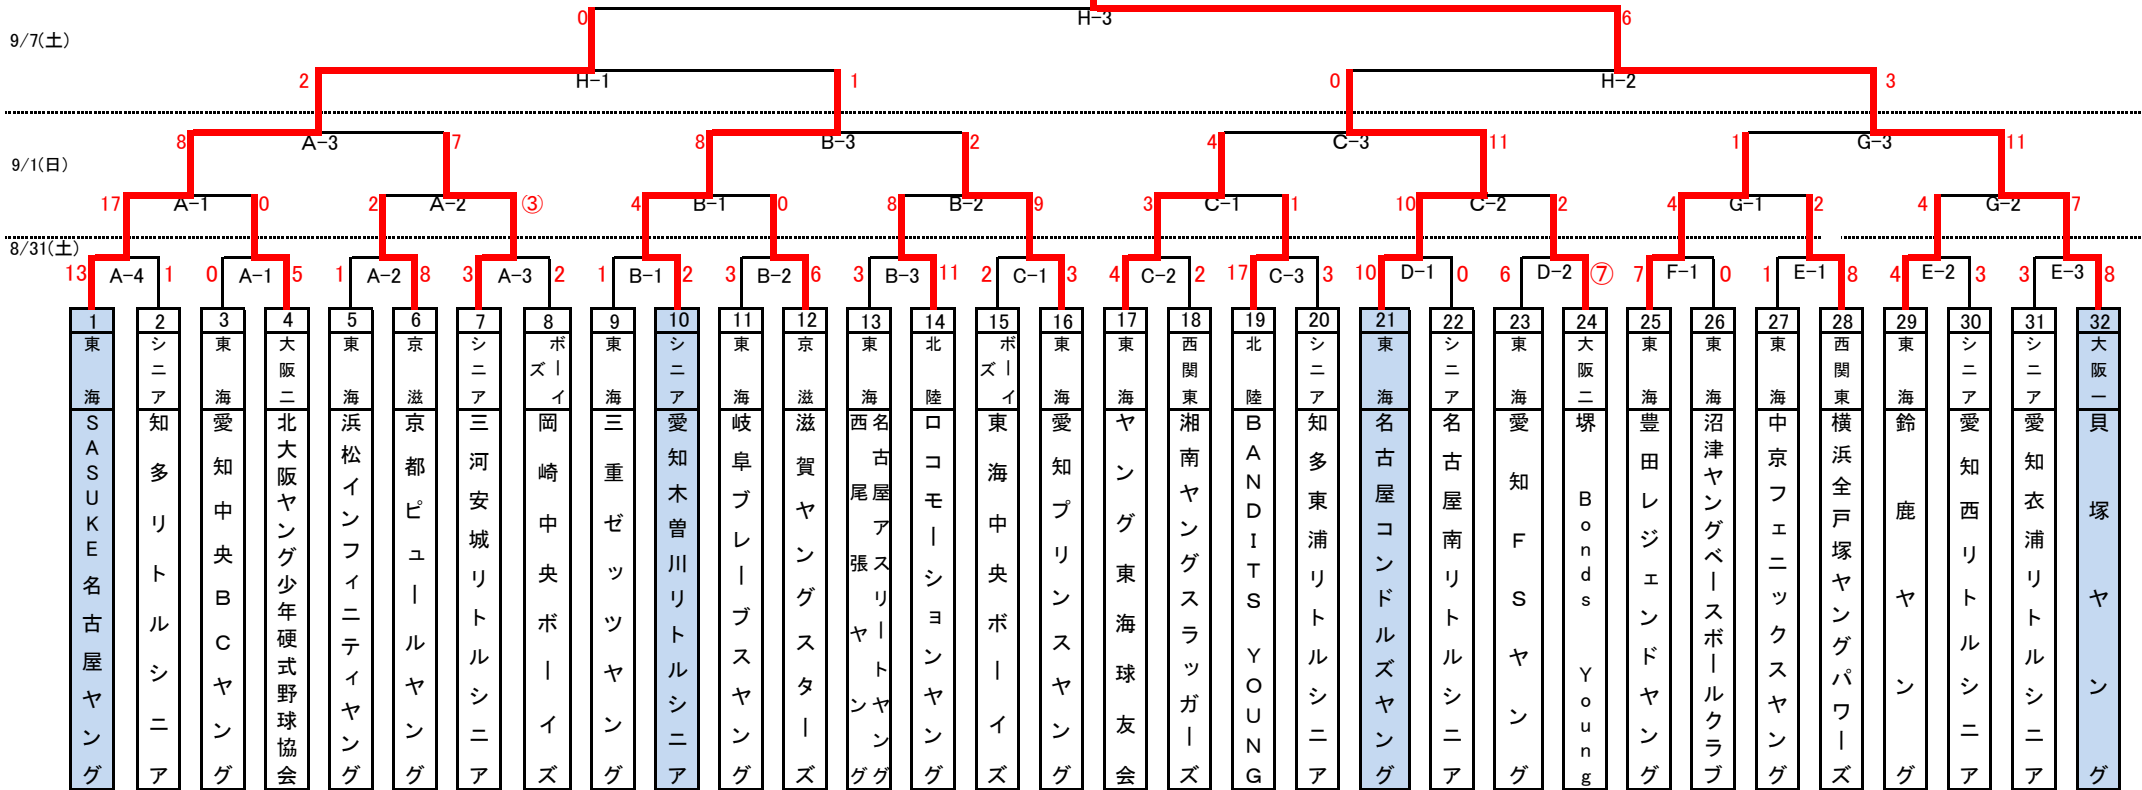 0 H-3 6
9/7(土)
2 H-1 1 0 H-2 3
8 A-3 7 8 B-3 2 4 C-3 11 1 G-3 11
9/1(日)
17 A-1 0 2 A-2 ③ 4 B-1 0 8 B-2 9 3 C-1 1 10 C-2 2 4 G-1 2 4 G-2 7
8/31(土)
13 A-4 1 0 A-1 5 1 A-2 8 3 A-3 2 1 B-1 2 3 B-2 6 3 B-3 11 2 C-1 3 4 C-2 2 17 C-3 3 10 D-1 0 6 D-2 ⑦ 7 F-1 0 1 E-1 8 4 E-2 3 3 E-3 8
1 東海 SASUKE名古屋ヤング
2 シニア 知多リトルシニア
3 東海 愛知中央BCヤング
4 大阪二 北大阪ヤング少年硬式野球協会
5 東海 浜松インフィニティヤング
6 京滋 京都ピュールヤング
7 シニア 三河安城リトルシニア
8 ボーイズ 岡崎中央ボーイズ
9 東海 三重ゼッツヤング
10 シニア 愛知木曽川リトルシニア
11 東海 岐阜ブレーブスヤング
12 京滋 滋賀ヤングスターズ
13 東海 名古屋アスリートヤング西尾張ヤング
14 北陸 ロコモーションヤング
15 ボーイズ 東海中央ボーイズ
16 東海 愛知プリンスヤング
17 東海 ヤング東海球友会
18 西関東 湘南ヤングスラッガーズ
19 北陸 BANDITS YOUNG
20 シニア 知多東浦リトルシニア
21 東海 名古屋コンドルズヤング
22 シニア 名古屋南リトルシニア
23 東海 愛知FSヤング
24 大阪二 堺 Bonds Young
25 東海 豊田レジェンドヤング
26 東海 沼津ヤングベースボールクラブ
27 東海 中京フェニックスヤング
28 西関東 横浜全戸塚ヤングパワーズ
29 東海 鈴鹿ヤング
30 シニア 愛知西リトルシニア
31 シニア 愛知衣浦リトルシニア
32 大阪一 貝塚ヤング